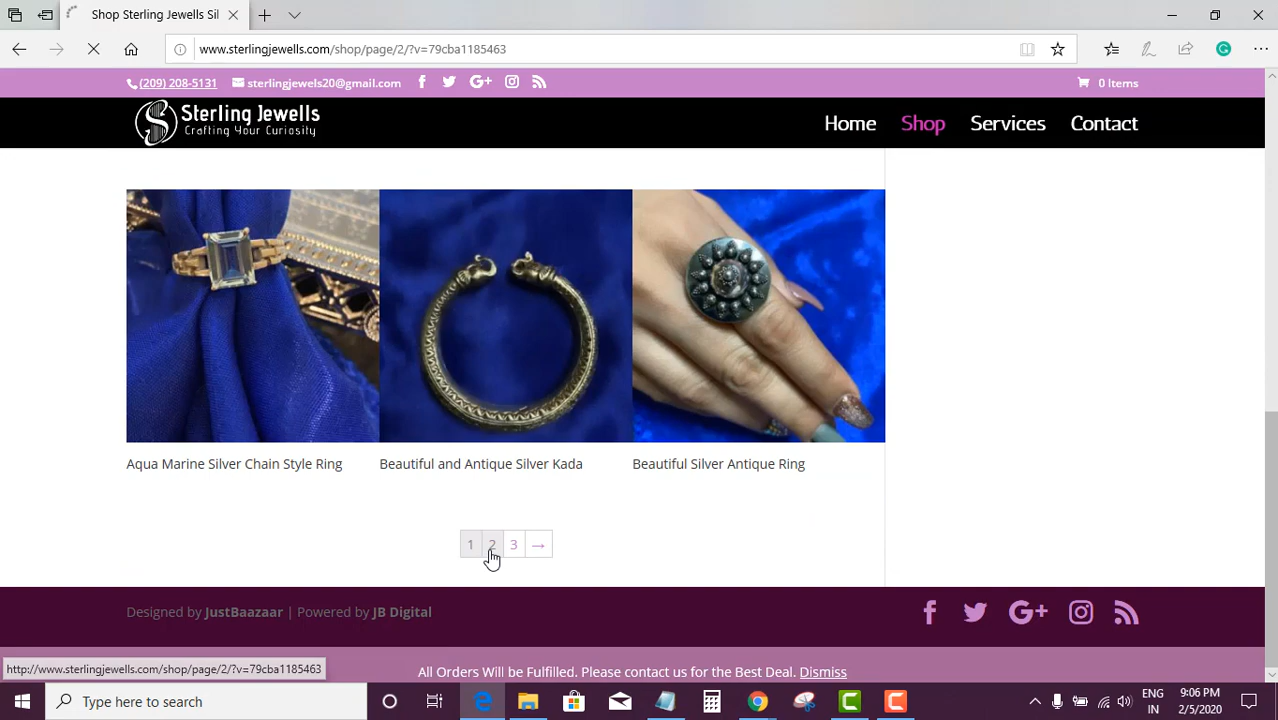 Shop Sterling Jewells Sil
www.sterlingjewells.com/shop/page/2/?v=79cba1185463
(209) 208-5131 sterlingjewels20@gmail.com 0 Items
Sterling Jewells
Crafting Your Curiosity
Home Shop Services Contact
Aqua Marine Silver Chain Style Ring Beautiful and Antique Silver Kada Beautiful Silver Antique Ring
1 2 3 →
Designed by JustBaazaar | Powered by JB Digital
http://www.sterlingjewells.com/shop/page/2/?v=79cba1185463
All Orders Will be Fulfilled. Please contact us for the Best Deal. Dismiss
Type here to search
ENG
IN
9:06 PM
2/5/2020